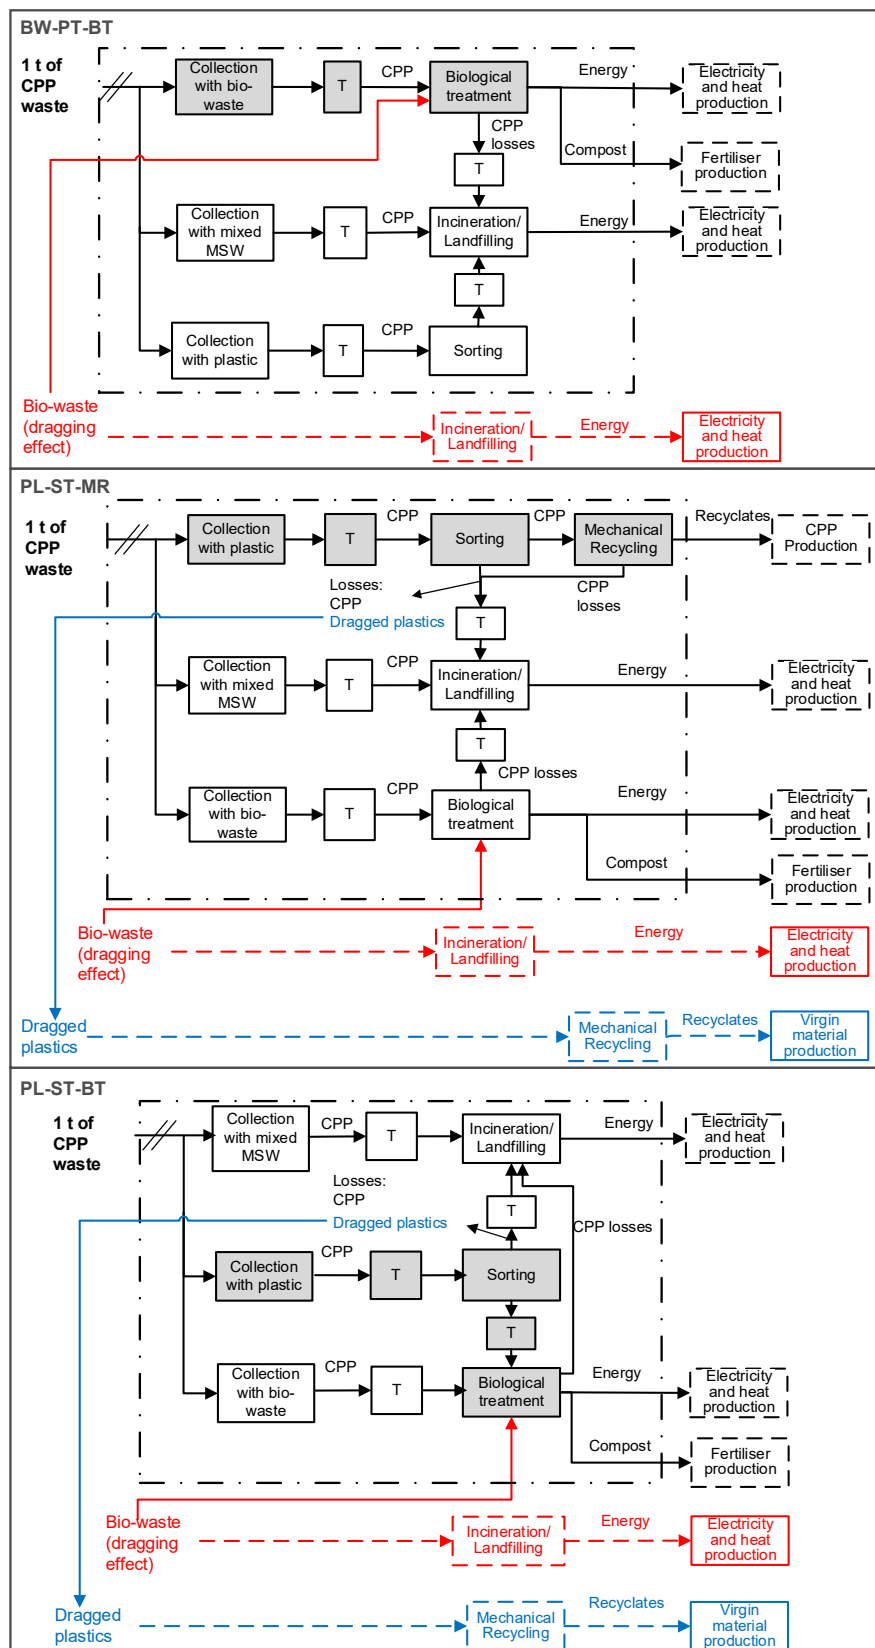 BW-PT-BT
1 t of
CPP
waste
Collection
with bio-
waste
T
CPP
Biological
treatment
Energy
Electricity
and heat
production
CPP
losses
Compost
Fertiliser
production
T
Collection
with mixed
MSW
T
CPP
Incineration/
Landfilling
Energy
Electricity
and heat
production
T
Collection
with plastic
T
CPP
Sorting
Bio-waste
(dragging
effect)
Incineration/
Landfilling
Energy
Electricity
and heat
production
PL-ST-MR
1 t of
CPP
waste
Collection
with plastic
T
CPP
Sorting
CPP
Mechanical
Recycling
Recyclates
CPP
Production
Losses:
CPP
Dragged plastics
CPP
losses
T
Collection
with mixed
MSW
T
CPP
Incineration/
Landfilling
Energy
Electricity
and heat
production
T
CPP losses
Collection
with bio-
waste
T
CPP
Biological
treatment
Energy
Electricity
and heat
production
Compost
Fertiliser
production
Bio-waste
(dragging
effect)
Incineration/
Landfilling
Energy
Electricity
and heat
production
Dragged
plastics
Mechanical
Recycling
Recyclates
Virgin
material
production
PL-ST-BT
1 t of
CPP
waste
Collection
with mixed
MSW
CPP
T
Incineration/
Landfilling
Energy
Electricity
and heat
production
Losses:
CPP
Dragged plastics
T
CPP losses
Collection
with plastic
CPP
T
Sorting
T
Collection
with bio-
waste
CPP
T
Biological
treatment
Energy
Electricity
and heat
production
Compost
Fertiliser
production
Bio-waste
(dragging
effect)
Incineration/
Landfilling
Energy
Electricity
and heat
production
Dragged
plastics
Mechanical
Recycling
Recyclates
Virgin
material
production